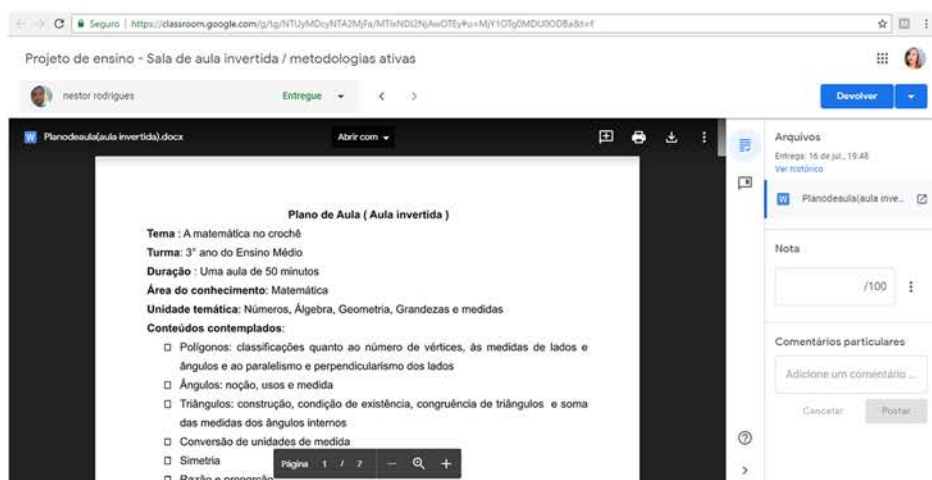 Seguro | https://classroom.google.com/g/tg/
Projeto de ensino - Sala de aula invertida / metodologias ativas
nestor rodrigues
Entregue
Devolver
Planodeaula(aula invertida).docx
Abrir com
Plano de Aula ( Aula invertida )
Tema : A matemática no crochê
Turma: 3° ano do Ensino Médio
Duração : Uma aula de 50 minutos
Área do conhecimento: Matemática
Unidade temática: Números, Álgebra, Geometria, Grandezas e medidas
Conteúdos contemplados:
Polígonos: classificações quanto ao número de vértices, às medidas de lados e
ângulos e ao paralelismo e perpendicularismo dos lados
Ângulos: noção, usos e medida
Triângulos: construção, condição de existência, congruência de triângulos e soma
das medidas dos ângulos internos
Conversão de unidades de medida
Simetria
Razão e proporção
Página 1 / 7
Arquivos
Entrega: 16 de jul., 19:48
Ver histórico
Planodeaula(aula inve...
Nota
/100
Comentários particulares
Adicione um comentário ...
Cancelar
Postar